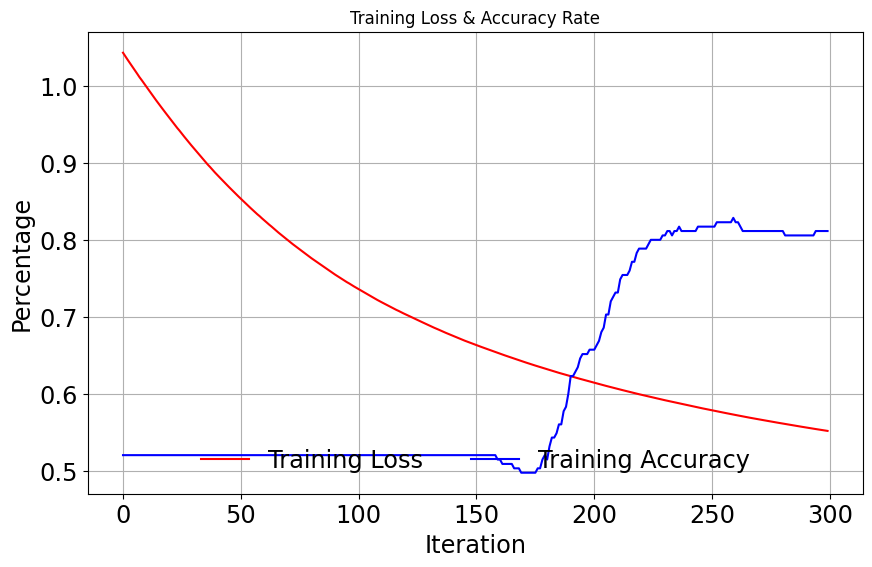 Training Loss & Accuracy Rate
1.0
0.9
0.8
0.7
0.6
0.5
Percentage
Training Loss Training Accuracy
0 50 100 150 200 250 300
Iteration